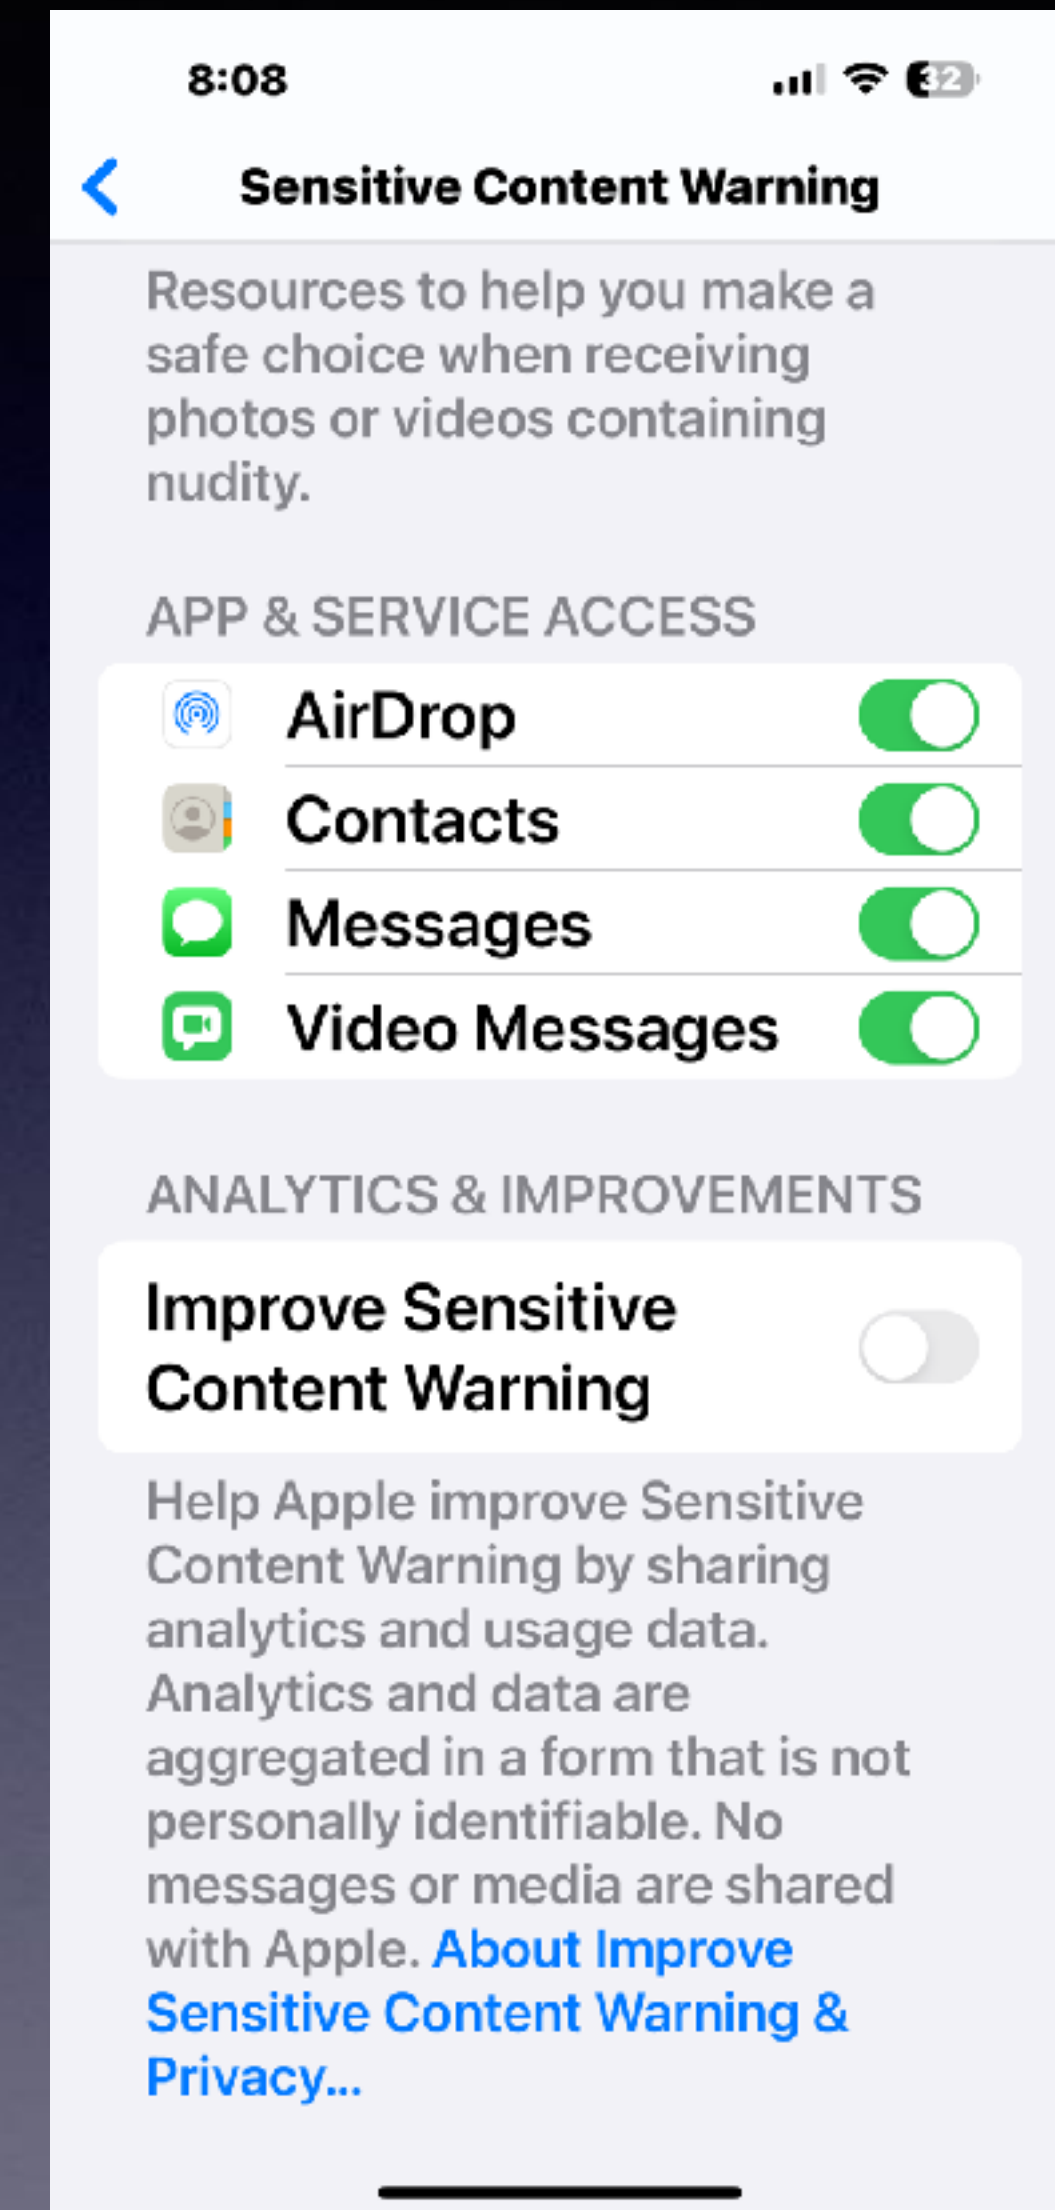 8:08
32
Sensitive Content Warning
Resources to help you make a
safe choice when receiving
photos or videos containing
nudity.
APP & SERVICE ACCESS
AirDrop
Contacts
Messages
Video Messages
ANALYTICS & IMPROVEMENTS
Improve Sensitive
Content Warning
Help Apple improve Sensitive
Content Warning by sharing
analytics and usage data.
Analytics and data are
aggregated in a form that is not
personally identifiable. No
messages or media are shared
with Apple. About Improve
Sensitive Content Warning &
Privacy...